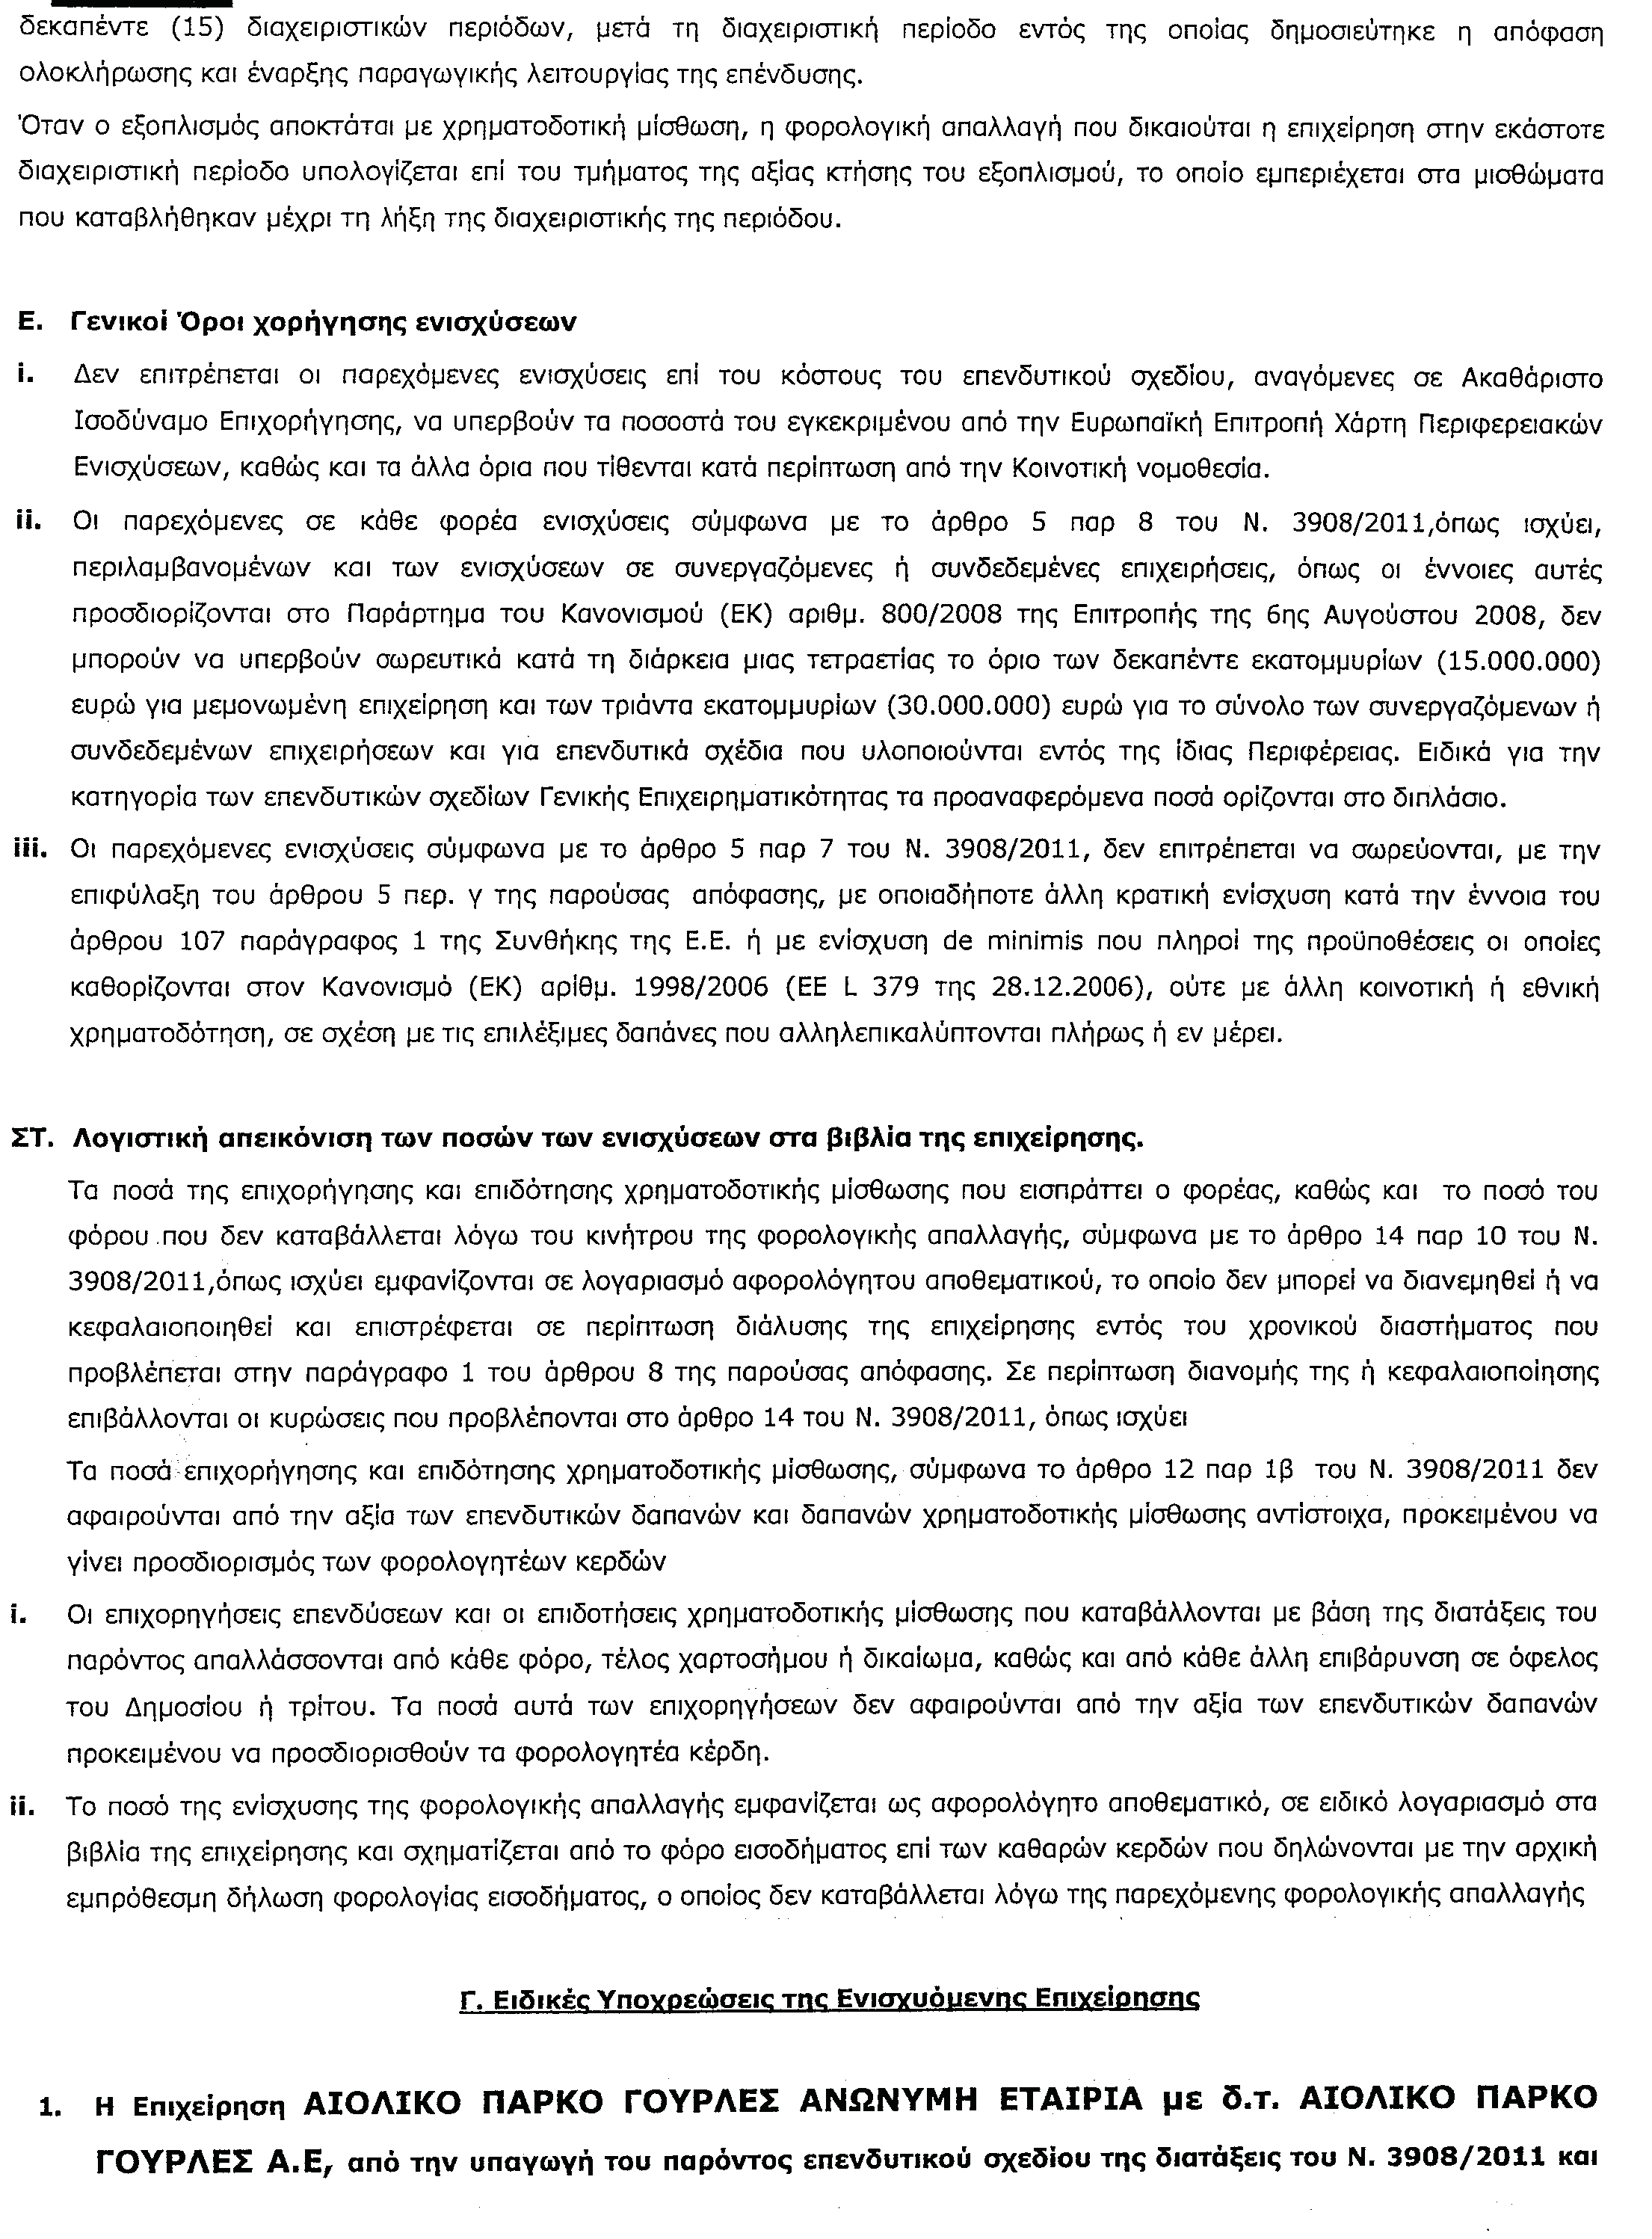 δεκαπέντε (15) διαχειριστικών περιόδων, μετά τη διαχειριστική περίοδο εντός της οποίας δημοσιεύτηκε η απόφαση
ολοκλήρωσης και έναρξης παραγωγικής λειτουργίας της επένδυσης.
Όταν ο εξοπλισμός αποκτάται με χρηματοδοτική μίσθωση, η φορολογική απαλλαγή που δικαιούται η επιχείρηση στην εκάστοτε
διαχειριστική περίοδο υπολογίζεται επί του τμήματος της αξίας κτήσης του εξοπλισμού, το οποίο εμπεριέχεται στα μισθώματα
που καταβλήθηκαν μέχρι τη λήξη της διαχειριστικής της περιόδου.
Ε. Γενικοί Όροι χορήγησης ενισχύσεων
i. Δεν επιτρέπεται οι παρεχόμενες ενισχύσεις επί του κόστους του επενδυτικού σχεδίου, αναγόμενες σε Ακαθάριστο
Ισοδύναμο Επιχορήγησης, να υπερβούν τα ποσοστά του εγκεκριμένου από την Ευρωπαϊκή Επιτροπή Χάρτη Περιφερειακών
Ενισχύσεων, καθώς και τα άλλα όρια που τίθενται κατά περίπτωση από την Κοινοτική νομοθεσία.
ii. Οι παρεχόμενες σε κάθε φορέα ενισχύσεις σύμφωνα με το άρθρο 5 παρ 8 του Ν. 3908/2011,όπως ισχύει,
περιλαμβανομένων και των ενισχύσεων σε συνεργαζόμενες ή συνδεδεμένες επιχειρήσεις, όπως οι έννοιες αυτές
προσδιορίζονται στο Παράρτημα του Κανονισμού (ΕΚ) αριθμ. 800/2008 της Επιτροπής της 6ης Αυγούστου 2008, δεν
μπορούν να υπερβούν σωρευτικά κατά τη διάρκεια μιας τετραετίας το όριο των δεκαπέντε εκατομμυρίων (15.000.000)
ευρώ για μεμονωμένη επιχείρηση και των τριάντα εκατομμυρίων (30.000.000) ευρώ για το σύνολο των συνεργαζόμενων ή
συνδεδεμένων επιχειρήσεων και για επενδυτικά σχέδια που υλοποιούνται εντός της ίδιας Περιφέρειας. Ειδικά για την
κατηγορία των επενδυτικών σχεδίων Γενικής Επιχειρηματικότητας τα προαναφερόμενα ποσά ορίζονται στο διπλάσιο.
iii. Οι παρεχόμενες ενισχύσεις σύμφωνα με το άρθρο 5 παρ 7 του Ν. 3908/2011, δεν επιτρέπεται να σωρεύονται, με την
επιφύλαξη του άρθρου 5 περ. γ της παρούσας απόφασης, με οποιαδήποτε άλλη κρατική ενίσχυση κατά την έννοια του
άρθρου 107 παράγραφος 1 της Συνθήκης της Ε.Ε. ή με ενίσχυση de minimis που πληροί της προϋποθέσεις οι οποίες
καθορίζονται στον Κανονισμό (ΕΚ) αρίθμ. 1998/2006 (ΕΕ L 379 της 28.12.2006), ούτε με άλλη κοινοτική ή εθνική
χρηματοδότηση, σε σχέση με τις επιλέξιμες δαπάνες που αλληλεπικαλύπτονται πλήρως ή εν μέρει.
ΣΤ. Λογιστική απεικόνιση των ποσών των ενισχύσεων στα βιβλία της επιχείρησης.
Τα ποσά της επιχορήγησης και επιδότησης χρηματοδοτικής μίσθωσης που εισπράττει ο φορέας, καθώς και το ποσό του
φόρου που δεν καταβάλλεται λόγω του κινήτρου της φορολογικής απαλλαγής, σύμφωνα με το άρθρο 14 παρ 10 του Ν.
3908/2011,όπως ισχύει εμφανίζονται σε λογαριασμό αφορολόγητου αποθεματικού, το οποίο δεν μπορεί να διανεμηθεί ή να
κεφαλαιοποιηθεί και επιστρέφεται σε περίπτωση διάλυσης της επιχείρησης εντός του χρονικού διαστήματος που
προβλέπεται στην παράγραφο 1 του άρθρου 8 της παρούσας απόφασης. Σε περίπτωση διανομής της ή κεφαλαιοποίησης
επιβάλλονται οι κυρώσεις που προβλέπονται στο άρθρο 14 του Ν. 3908/2011, όπως ισχύει
Τα ποσά επιχορήγησης και επιδότησης χρηματοδοτικής μίσθωσης, σύμφωνα το άρθρο 12 παρ 1β του Ν. 3908/2011 δεν
αφαιρούνται από την αξία των επενδυτικών δαπανών και δαπανών χρηματοδοτικής μίσθωσης αντίστοιχα, προκειμένου να
γίνει προσδιορισμός των φορολογητέων κερδών
i. Οι επιχορηγήσεις επενδύσεων και οι επιδοτήσεις χρηματοδοτικής μίσθωσης που καταβάλλονται με βάση της διατάξεις του
παρόντος απαλλάσσονται από κάθε φόρο, τέλος χαρτοσήμου ή δικαίωμα, καθώς και από κάθε άλλη επιβάρυνση σε όφελος
του Δημοσίου ή τρίτου. Τα ποσά αυτά των επιχορηγήσεων δεν αφαιρούνται από την αξία των επενδυτικών δαπανών
προκειμένου να προσδιορισθούν τα φορολογητέα κέρδη.
ii. Το ποσό της ενίσχυσης της φορολογικής απαλλαγής εμφανίζεται ως αφορολόγητο αποθεματικό, σε ειδικό λογαριασμό στα
βιβλία της επιχείρησης και σχηματίζεται από το φόρο εισοδήματος επί των καθαρών κερδών που δηλώνονται με την αρχική
εμπρόθεσμη δήλωση φορολογίας εισοδήματος, ο οποίος δεν καταβάλλεται λόγω της παρεχόμενης φορολογικής απαλλαγής
Γ. Ειδικές Υποχρεώσεις της Ενισχυόμενης Επιχείρησης
1. Η Επιχείρηση ΑΙΟΛΙΚΟ ΠΑΡΚΟ ΓΟΥΡΛΕΣ ΑΝΩΝΥΜΗ ΕΤΑΙΡΙΑ με δ.τ. ΑΙΟΛΙΚΟ ΠΑΡΚΟ
ΓΟΥΡΛΕΣ Α.Ε, από την υπαγωγή του παρόντος επενδυτικού σχεδίου της διατάξεις του Ν. 3908/2011 και